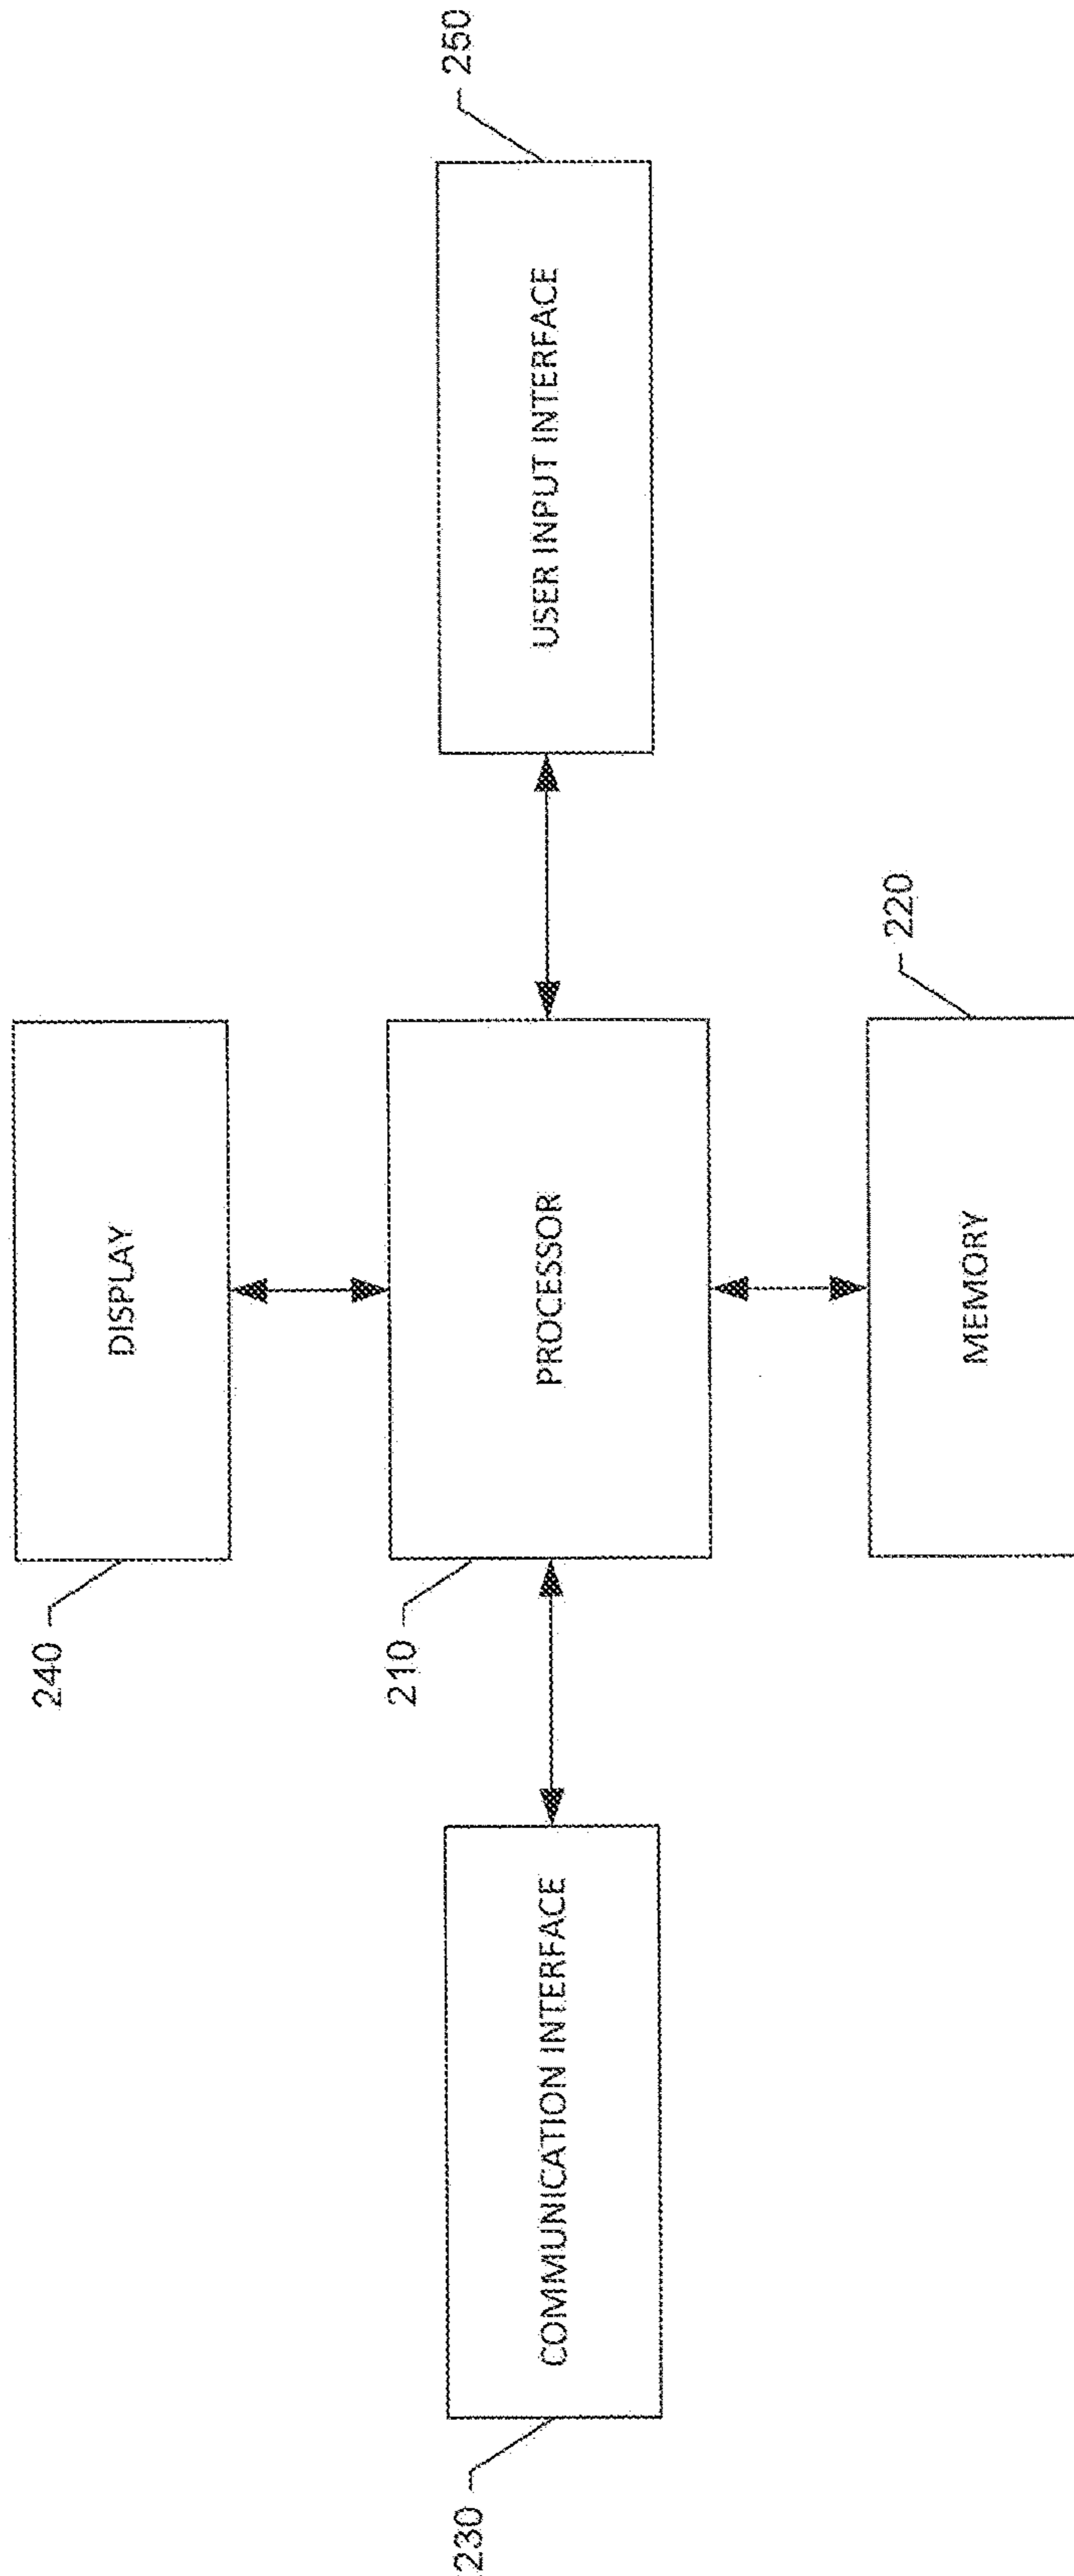 240
DISPLAY
210
PROCESSOR
230
COMMUNICATION INTERFACE
USER INPUT INTERFACE
250
MEMORY
220